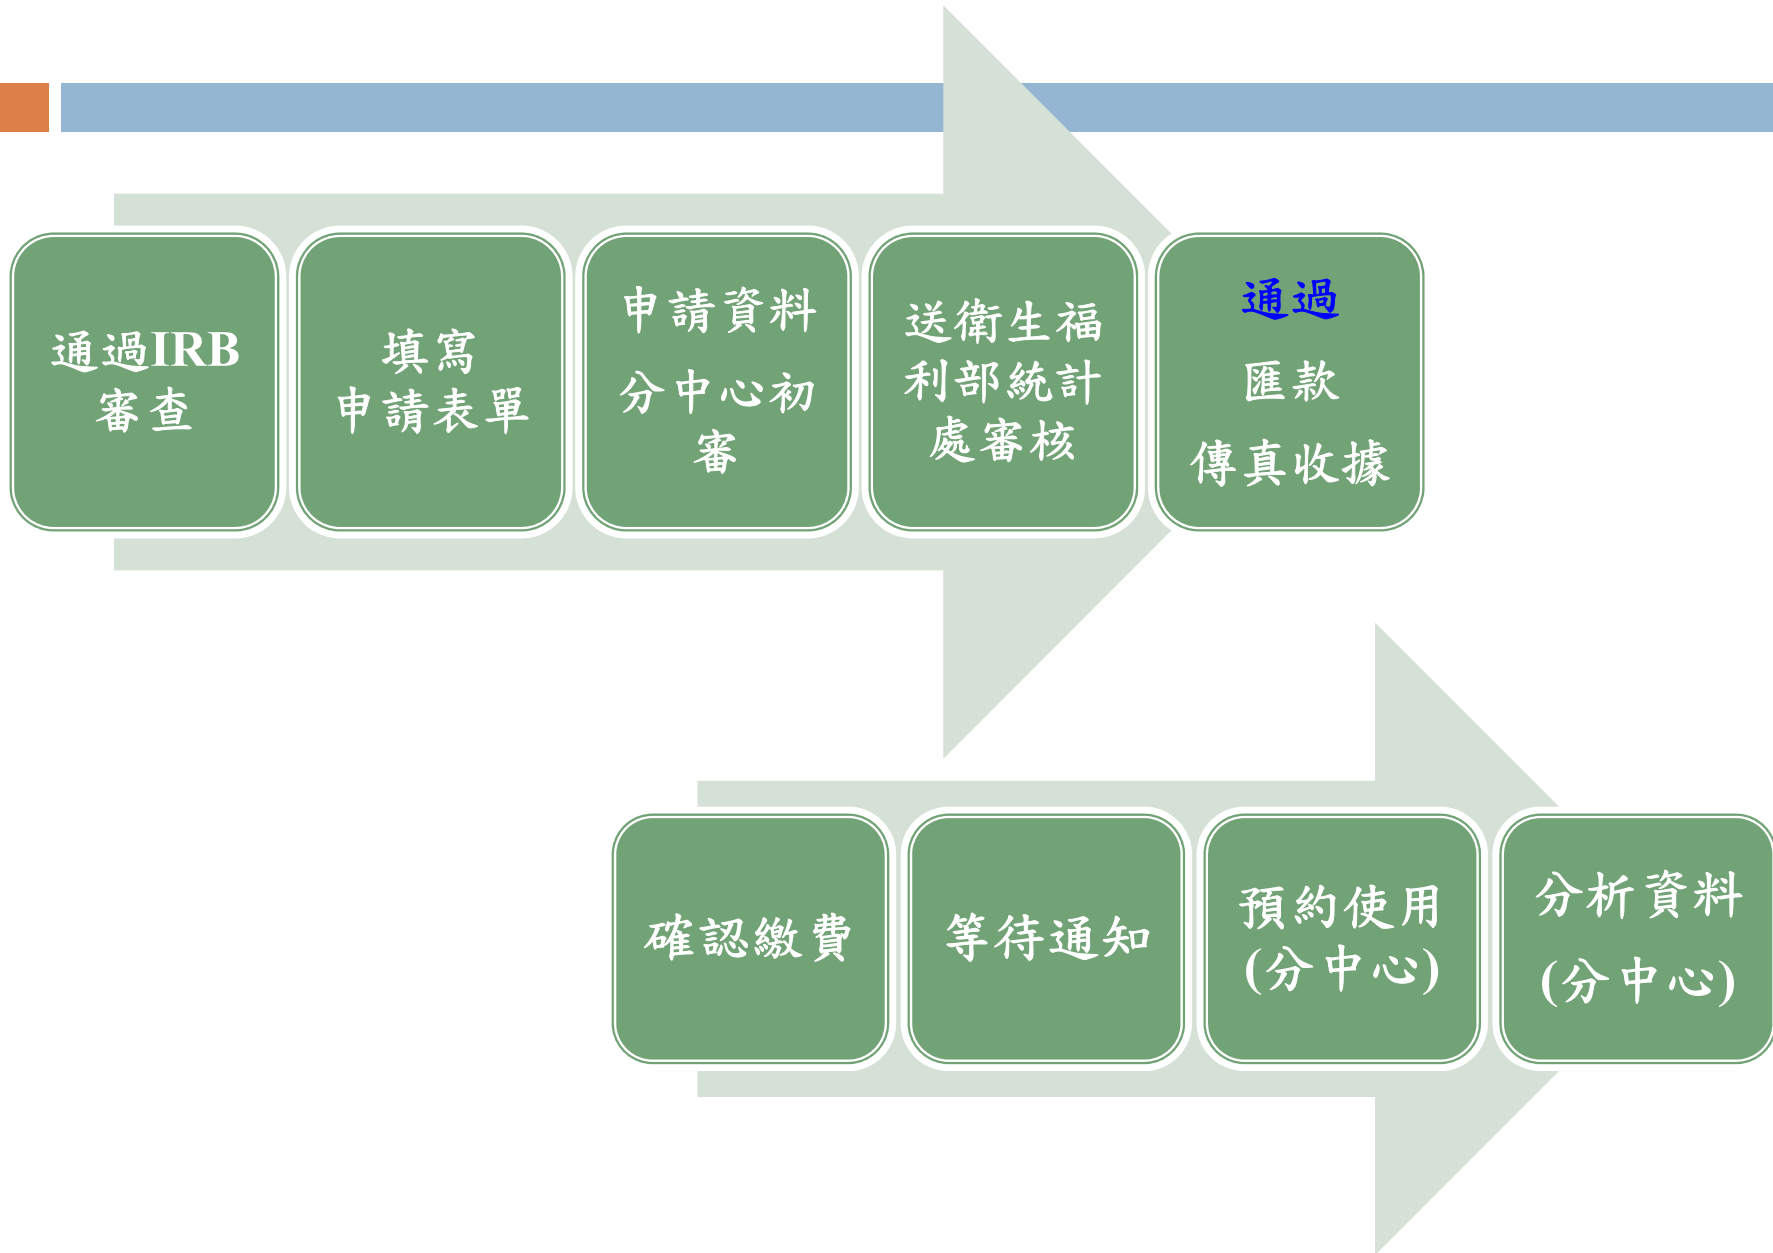 通過IRB
審查
填寫
申請表單
申請資料
分中心初
審
送衛生福
利部統計
處審核
通過
匯款
傳真收據
確認繳費
等待通知
預約使用
(分中心)
分析資料
(分中心)